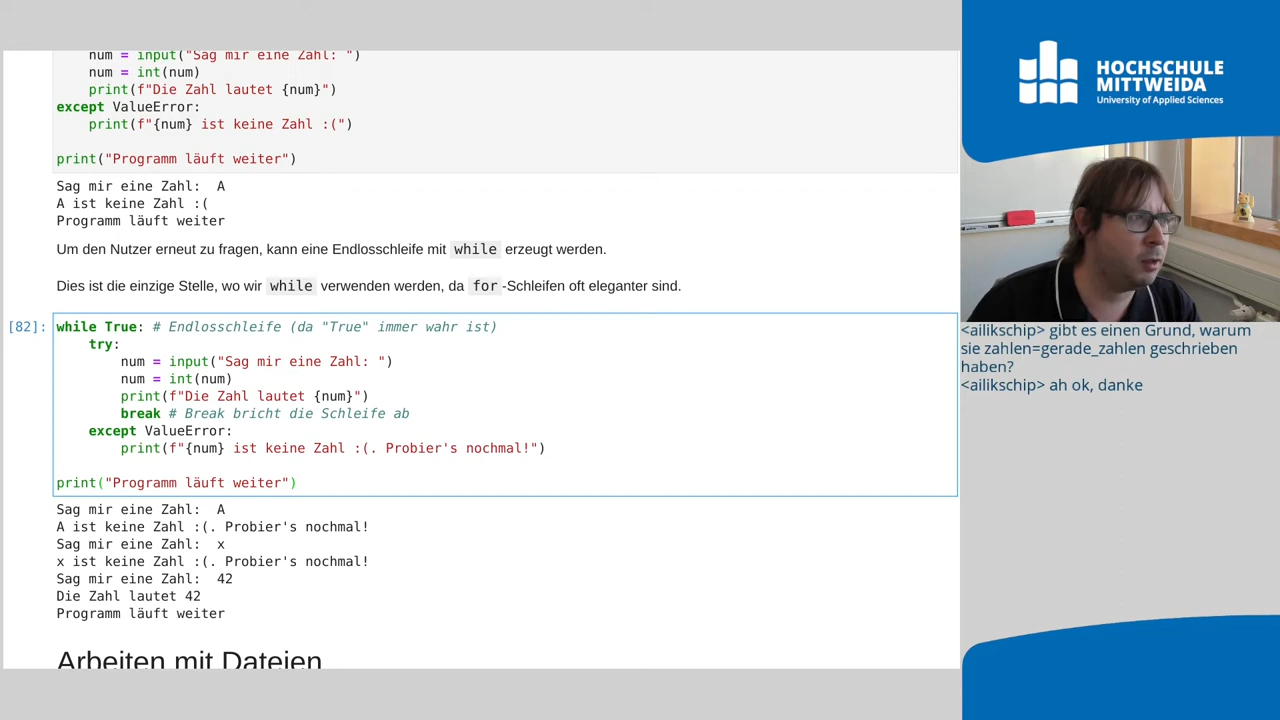 num = input("Sag mir eine Zahl: ")
num = int(num)
print(f"Die Zahl lautet {num}")
except ValueError:
print(f"{num} ist keine Zahl :(")
print("Programm läuft weiter")
Sag mir eine Zahl:  A
A ist keine Zahl :(
Programm läuft weiter
Um den Nutzer erneut zu fragen, kann eine Endlosschleife mit while erzeugt werden.
Dies ist die einzige Stelle, wo wir while verwenden werden, da for -Schleifen oft eleganter sind.
[82]: while True: # Endlosschleife (da "True" immer wahr ist)
try:
num = input("Sag mir eine Zahl: ")
num = int(num)
print(f"Die Zahl lautet {num}")
break # Break bricht die Schleife ab
except ValueError:
print(f"{num} ist keine Zahl :(. Probier's nochmal!")
print("Programm läuft weiter")
Sag mir eine Zahl:  A
A ist keine Zahl :(. Probier's nochmal!
Sag mir eine Zahl:  x
x ist keine Zahl :(. Probier's nochmal!
Sag mir eine Zahl:  42
Die Zahl lautet 42
Programm läuft weiter
Arbeiten mit Dateien
HOCHSCHULE
MITTWEIDA
University of Applied Sciences
<ailikschip> gibt es einen Grund, warum
sie zahlen=gerade_zahlen geschrieben
haben?
<ailikschip> ah ok, danke